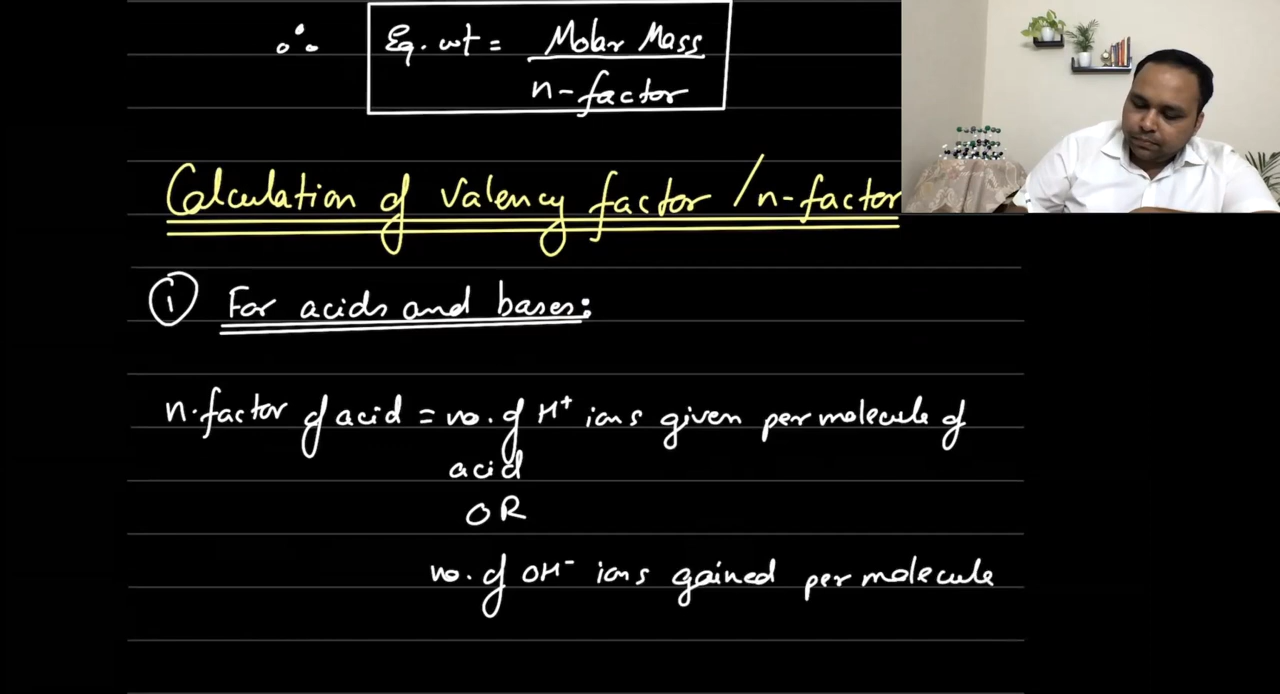 ∴ Eq. wt = Molar Mass / n-factor
Calculation of valency factor / n-factor
① For acids and bases:
n-factor of acid = no. of H⁺ ions given per molecule of
acid
OR
no. of OH⁻ ions gained per molecule